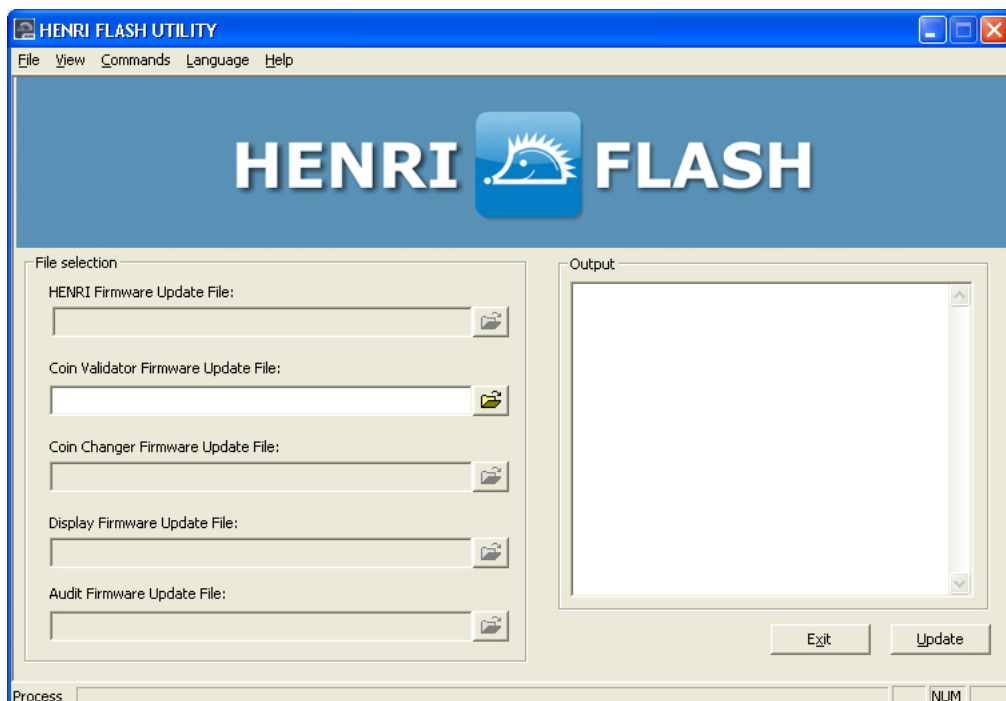 HENRI FLASH UTILITY
File View Commands Language Help
HENRI FLASH
File selection
HENRI Firmware Update File:
Coin Validator Firmware Update File:
Coin Changer Firmware Update File:
Display Firmware Update File:
Audit Firmware Update File:
Output
Exit Update
Process NUM